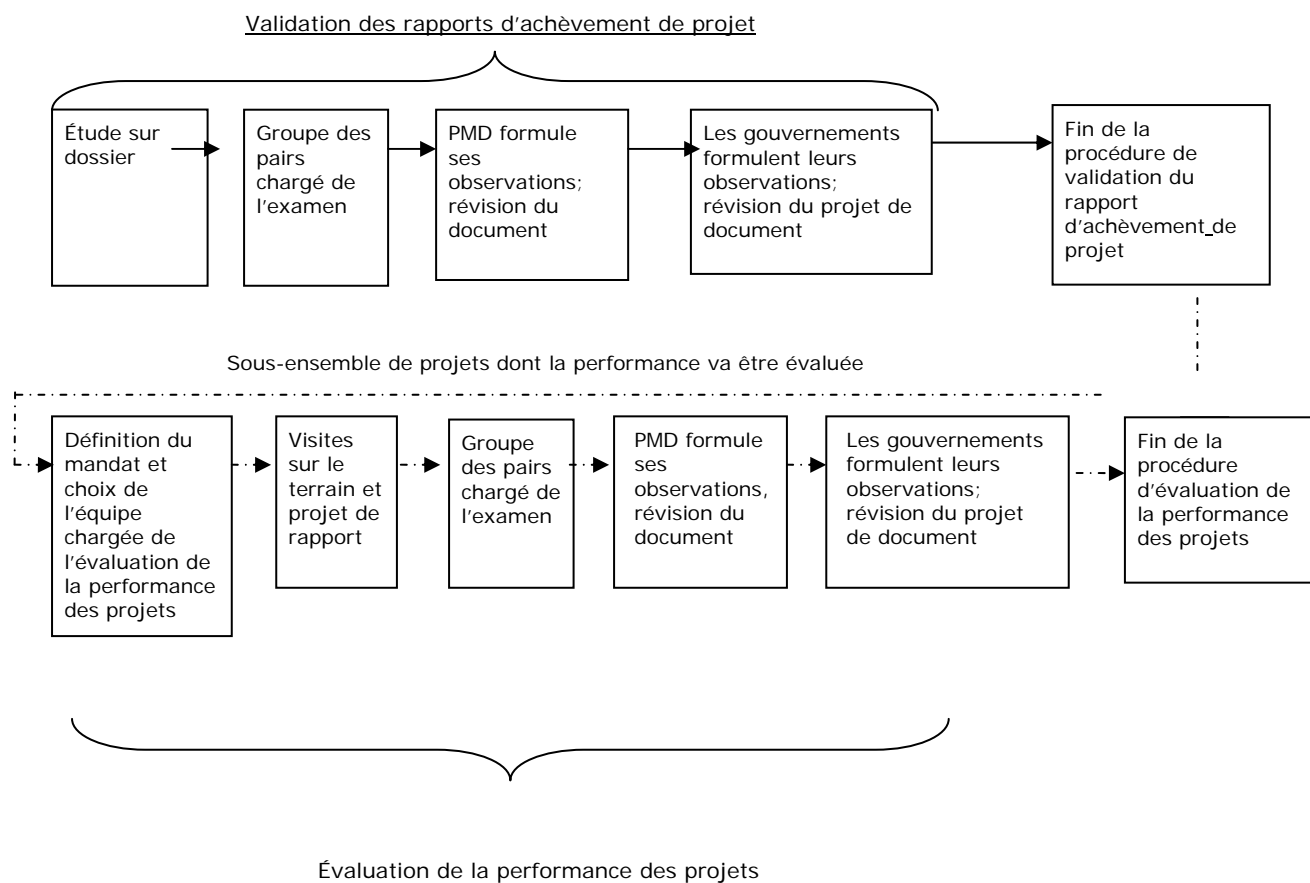 Validation des rapports d'achèvement de projet
Étude sur
dossier
Groupe des
pairs
chargé de
l'examen
PMD formule
ses
observations;
révision du
document
Les gouvernements
formulent leurs
observations;
révision du projet de
document
Fin de la
procédure de
validation du
rapport
d'achèvement_de
projet
Sous-ensemble de projets dont la performance va être évaluée
Définition du
mandat et
choix de
l'équipe
chargée de
l'évaluation de
la performance
des projets
Visites
sur le
terrain et
projet de
rapport
Groupe
des pairs
chargé de
l'examen
PMD formule
ses
observations,
révision du
document
Les gouvernements
formulent leurs
observations;
révision du projet
de document
Fin de la
procédure
d'évaluation de
la performance
des projets
Évaluation de la performance des projets